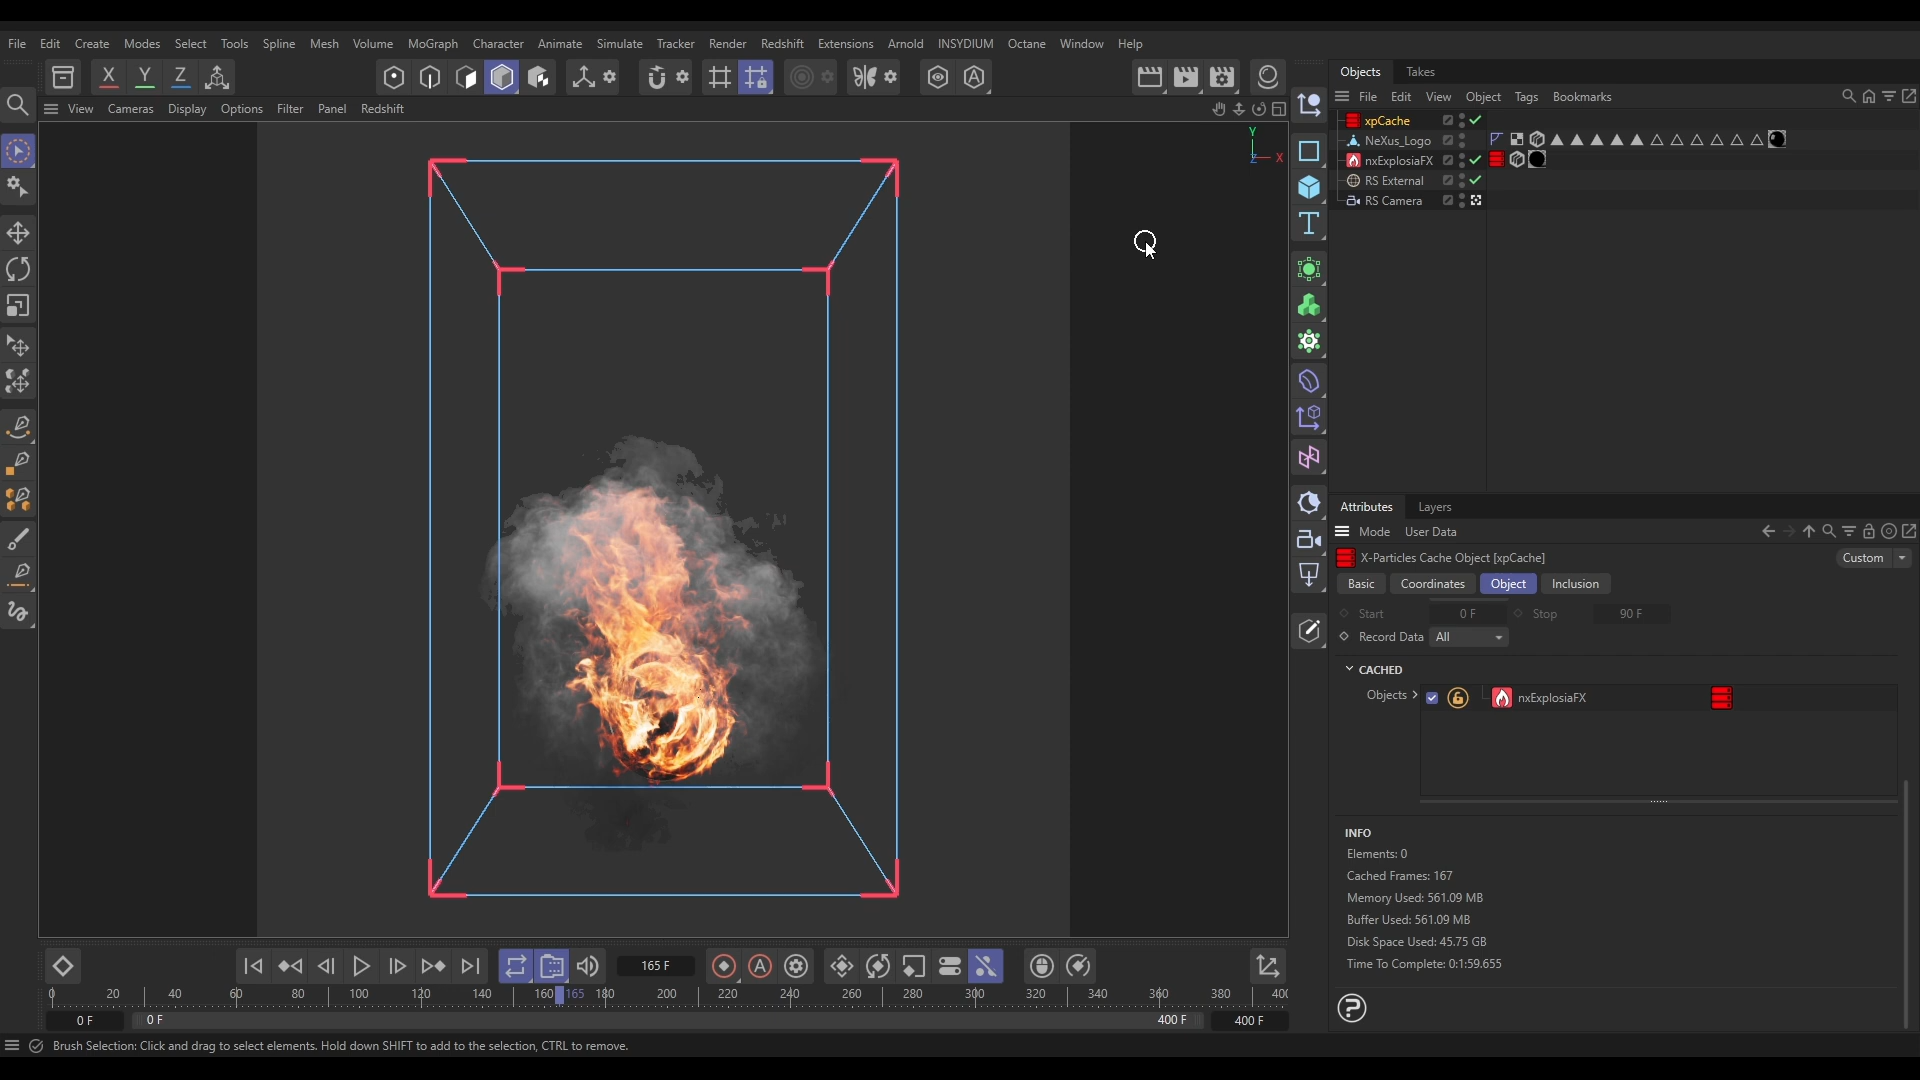 File Edit Create Modes Select Tools Spline Mesh Volume MoGraph Character Animate Simulate Tracker Render Redshift Extensions Arnold INSYDIUM Octane Window Help
X Y Z
View Cameras Display Options Filter Panel Redshift
Y
Z X
Objects Takes
File Edit View Object Tags Bookmarks
xpCache
NeXus_Logo
nxExplosiaFX
RS External
RS Camera
Attributes Layers
Mode User Data
X-Particles Cache Object [xpCache] Custom
Basic Coordinates Object Inclusion
Start 0 F Stop 90 F
Record Data All
CACHED
Objects nxExplosiaFX
INFO
Elements: 0
Cached Frames: 167
Memory Used: 561.09 MB
Buffer Used: 561.09 MB
Disk Space Used: 45.75 GB
Time To Complete: 0:1:59.655
165 F
0 20 40 60 80 100 120 140 160 165 180 200 220 240 260 280 300 320 340 360 380 400
0 F 0 F 400 F 400 F
Brush Selection: Click and drag to select elements. Hold down SHIFT to add to the selection, CTRL to remove.